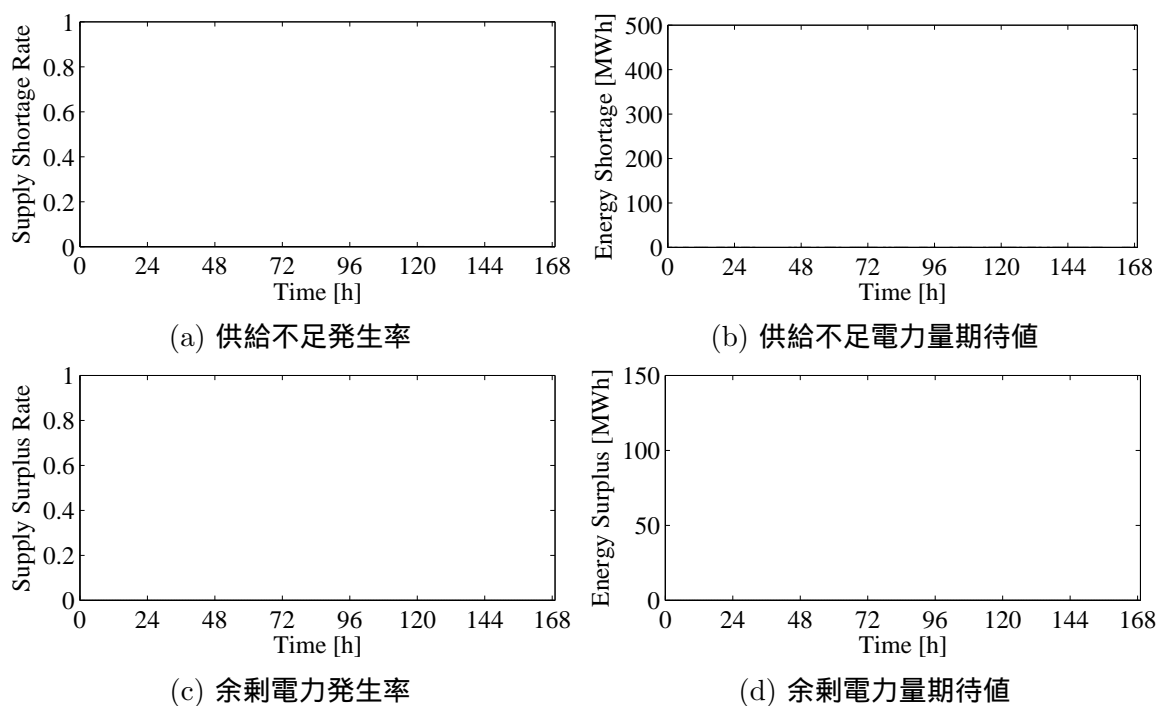 Supply Shortage Rate
1
0.8
0.6
0.4
0.2
0
0 24 48 72 96 120 144 168
Time [h]
(a) 供給不足発生率
Energy Shortage [MWh]
500
400
300
200
100
0
0 24 48 72 96 120 144 168
Time [h]
(b) 供給不足電力量期待値
Supply Surplus Rate
1
0.8
0.6
0.4
0.2
0
0 24 48 72 96 120 144 168
Time [h]
(c) 余剰電力発生率
Energy Surplus [MWh]
150
100
50
0
0 24 48 72 96 120 144 168
Time [h]
(d) 余剰電力量期待値